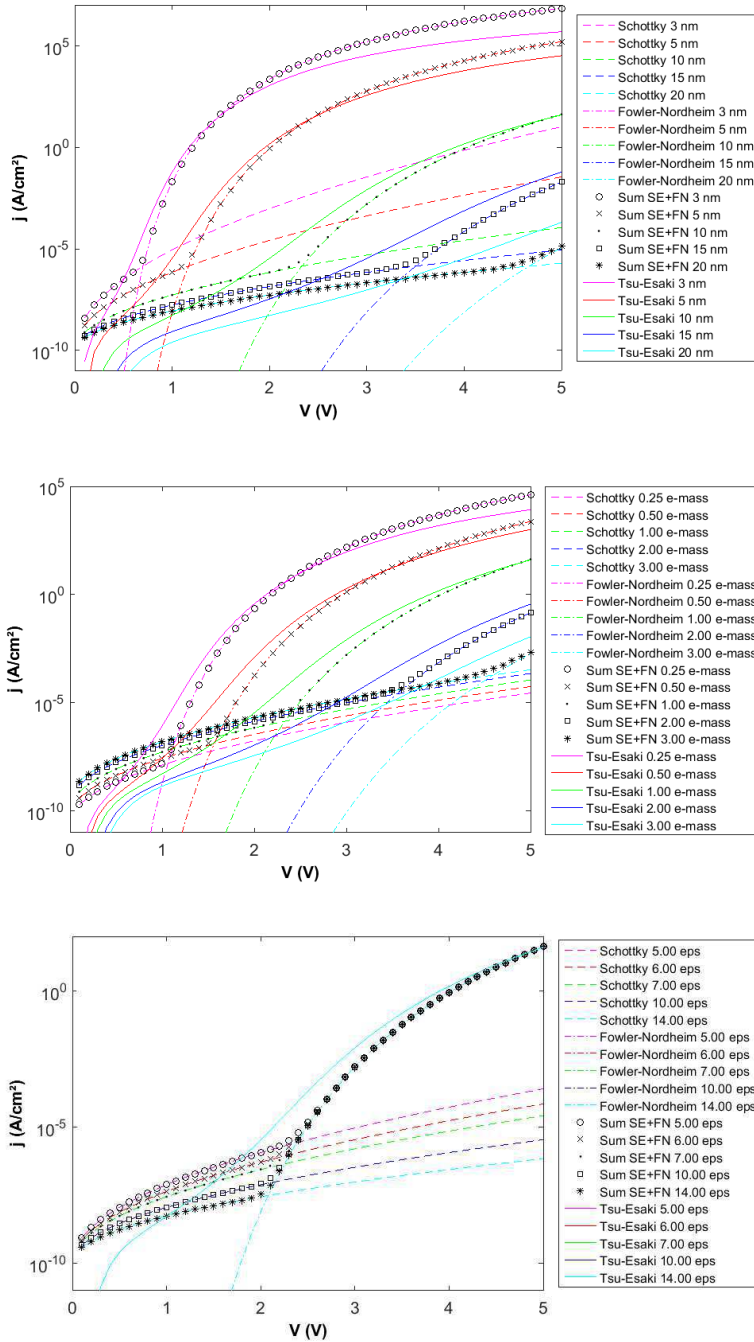 10^5
10^0
10^-5
10^-10
j (A/cm²)
0 1 2 3 4 5
V (V)
Schottky 3 nm
Schottky 5 nm
Schottky 10 nm
Schottky 15 nm
Schottky 20 nm
Fowler-Nordheim 3 nm
Fowler-Nordheim 5 nm
Fowler-Nordheim 10 nm
Fowler-Nordheim 15 nm
Fowler-Nordheim 20 nm
Sum SE+FN 3 nm
Sum SE+FN 5 nm
Sum SE+FN 10 nm
Sum SE+FN 15 nm
Sum SE+FN 20 nm
Tsu-Esaki 3 nm
Tsu-Esaki 5 nm
Tsu-Esaki 10 nm
Tsu-Esaki 15 nm
Tsu-Esaki 20 nm
10^5
10^0
10^-5
10^-10
j (A/cm²)
0 1 2 3 4 5
V (V)
Schottky 0.25 e-mass
Schottky 0.50 e-mass
Schottky 1.00 e-mass
Schottky 2.00 e-mass
Schottky 3.00 e-mass
Fowler-Nordheim 0.25 e-mass
Fowler-Nordheim 0.50 e-mass
Fowler-Nordheim 1.00 e-mass
Fowler-Nordheim 2.00 e-mass
Fowler-Nordheim 3.00 e-mass
Sum SE+FN 0.25 e-mass
Sum SE+FN 0.50 e-mass
Sum SE+FN 1.00 e-mass
Sum SE+FN 2.00 e-mass
Sum SE+FN 3.00 e-mass
Tsu-Esaki 0.25 e-mass
Tsu-Esaki 0.50 e-mass
Tsu-Esaki 1.00 e-mass
Tsu-Esaki 2.00 e-mass
Tsu-Esaki 3.00 e-mass
10^0
10^-5
10^-10
j (A/cm²)
0 1 2 3 4 5
V (V)
Schottky 5.00 eps
Schottky 6.00 eps
Schottky 7.00 eps
Schottky 10.00 eps
Schottky 14.00 eps
Fowler-Nordheim 5.00 eps
Fowler-Nordheim 6.00 eps
Fowler-Nordheim 7.00 eps
Fowler-Nordheim 10.00 eps
Fowler-Nordheim 14.00 eps
Sum SE+FN 5.00 eps
Sum SE+FN 6.00 eps
Sum SE+FN 7.00 eps
Sum SE+FN 10.00 eps
Sum SE+FN 14.00 eps
Tsu-Esaki 5.00 eps
Tsu-Esaki 6.00 eps
Tsu-Esaki 7.00 eps
Tsu-Esaki 10.00 eps
Tsu-Esaki 14.00 eps